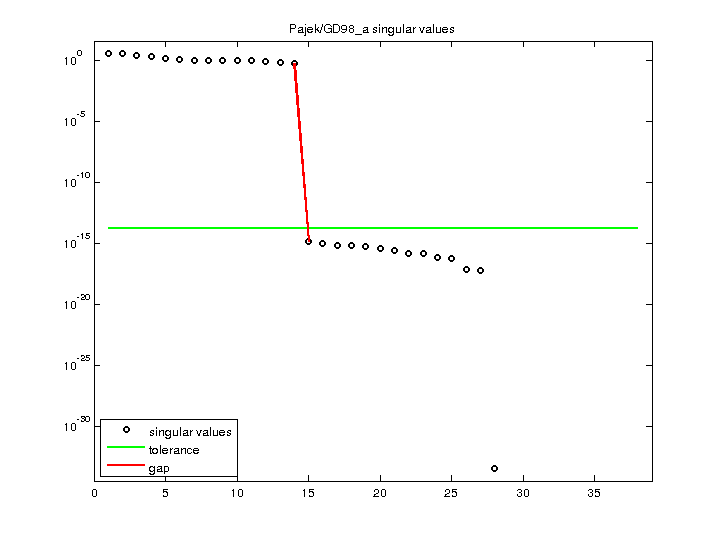 Pajek/GD98_a singular values
10^0
10^-5
10^-10
10^-15
10^-20
10^-25
10^-30
singular values
tolerance
gap
0 5 10 15 20 25 30 35